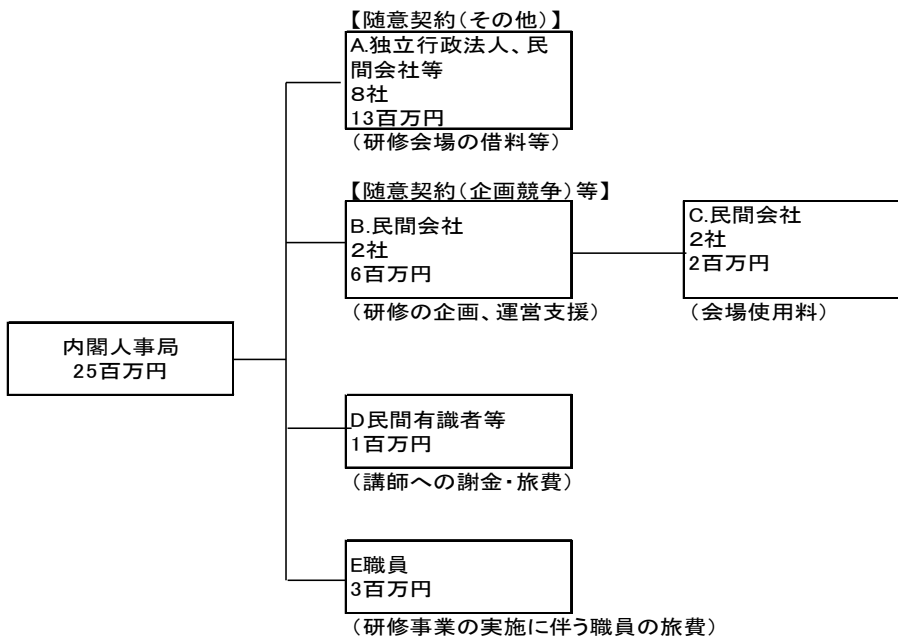 【随意契約(その他)】
A.独立行政法人、民
間会社等
８社
13百万円
（研修会場の借料等）
【随意契約(企画競争)等】
B.民間会社
２社
６百万円
（研修の企画、運営支援）
C.民間会社
２社
２百万円
（会場使用料）
内閣人事局
25百万円
D民間有識者等
１百万円
（講師への謝金・旅費）
E職員
３百万円
（研修事業の実施に伴う職員の旅費）